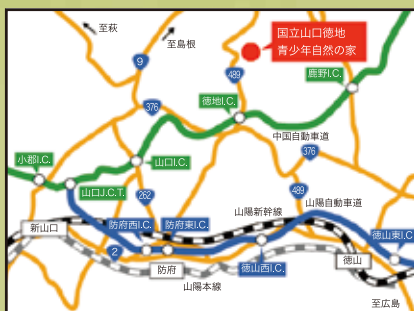 至萩
至島根
国立山口徳地
青少年自然の家
9
489
鹿野I.C.
376
徳地I.C.
中国自動車道
376
小郡I.C.
山口I.C.
山口J.C.T.
262
489
山陽自動車道
山陽新幹線
防府西I.C.
防府東I.C.
新山口
2
徳山東I.C.
防府
徳山西I.C.
徳山
山陽本線
至広島